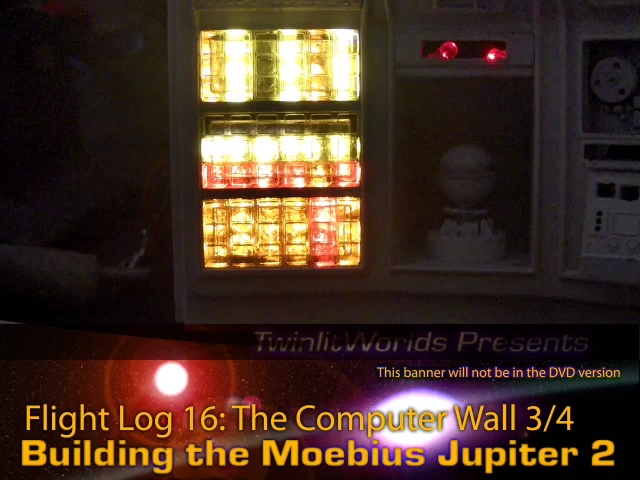 TwinlitWorlds Presents
This banner will not be in the DVD version
Flight Log 16: The Computer Wall 3/4
Building the Moebius Jupiter 2